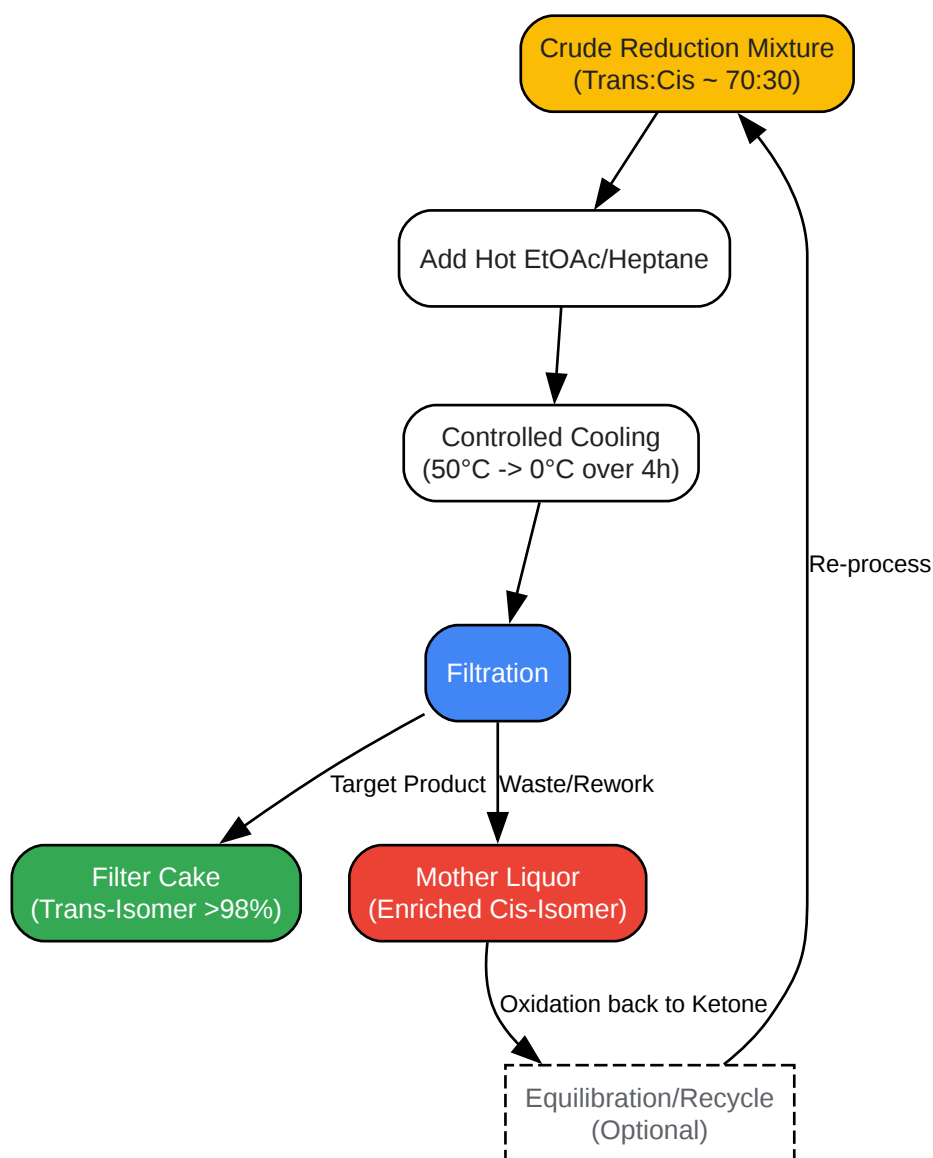 Crude Reduction Mixture
(Trans:Cis ~ 70:30)
Add Hot EtOAc/Heptane
Controlled Cooling
(50°C -> 0°C over 4h)
Re-process
Filtration
Target Product
Waste/Rework
Filter Cake
(Trans-Isomer >98%)
Mother Liquor
(Enriched Cis-Isomer)
Oxidation back to Ketone
Equilibration/Recycle
(Optional)